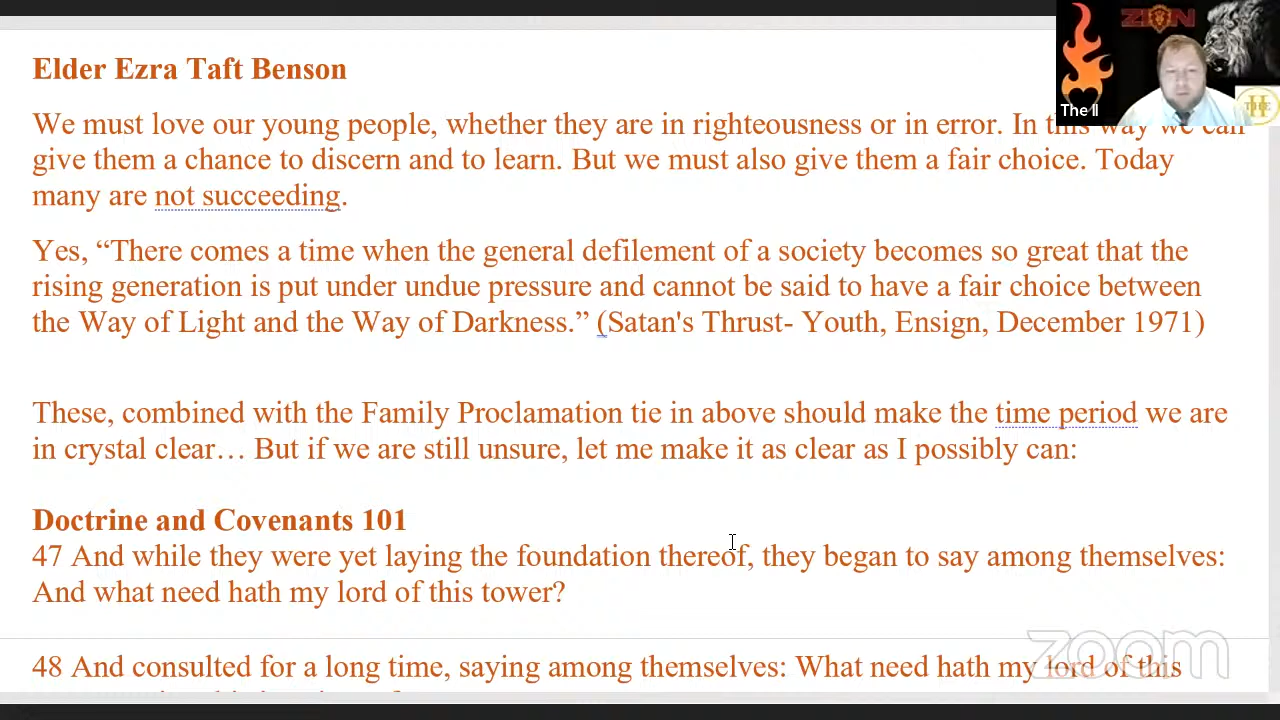 ZION
THE
II
The II
Elder Ezra Taft Benson
We must love our young people, whether they are in righteousness or in error. In this way we can
give them a chance to discern and to learn. But we must also give them a fair choice. Today
many are not succeeding.
Yes, “There comes a time when the general defilement of a society becomes so great that the
rising generation is put under undue pressure and cannot be said to have a fair choice between
the Way of Light and the Way of Darkness.” (Satan's Thrust- Youth, Ensign, December 1971)
These, combined with the Family Proclamation tie in above should make the time period we are
in crystal clear… But if we are still unsure, let me make it as clear as I possibly can:
Doctrine and Covenants 101
47 And while they were yet laying the foundation thereof, they began to say among themselves:
And what need hath my lord of this tower?
48 And consulted for a long time, saying among themselves: What need hath my lord of this
zoom